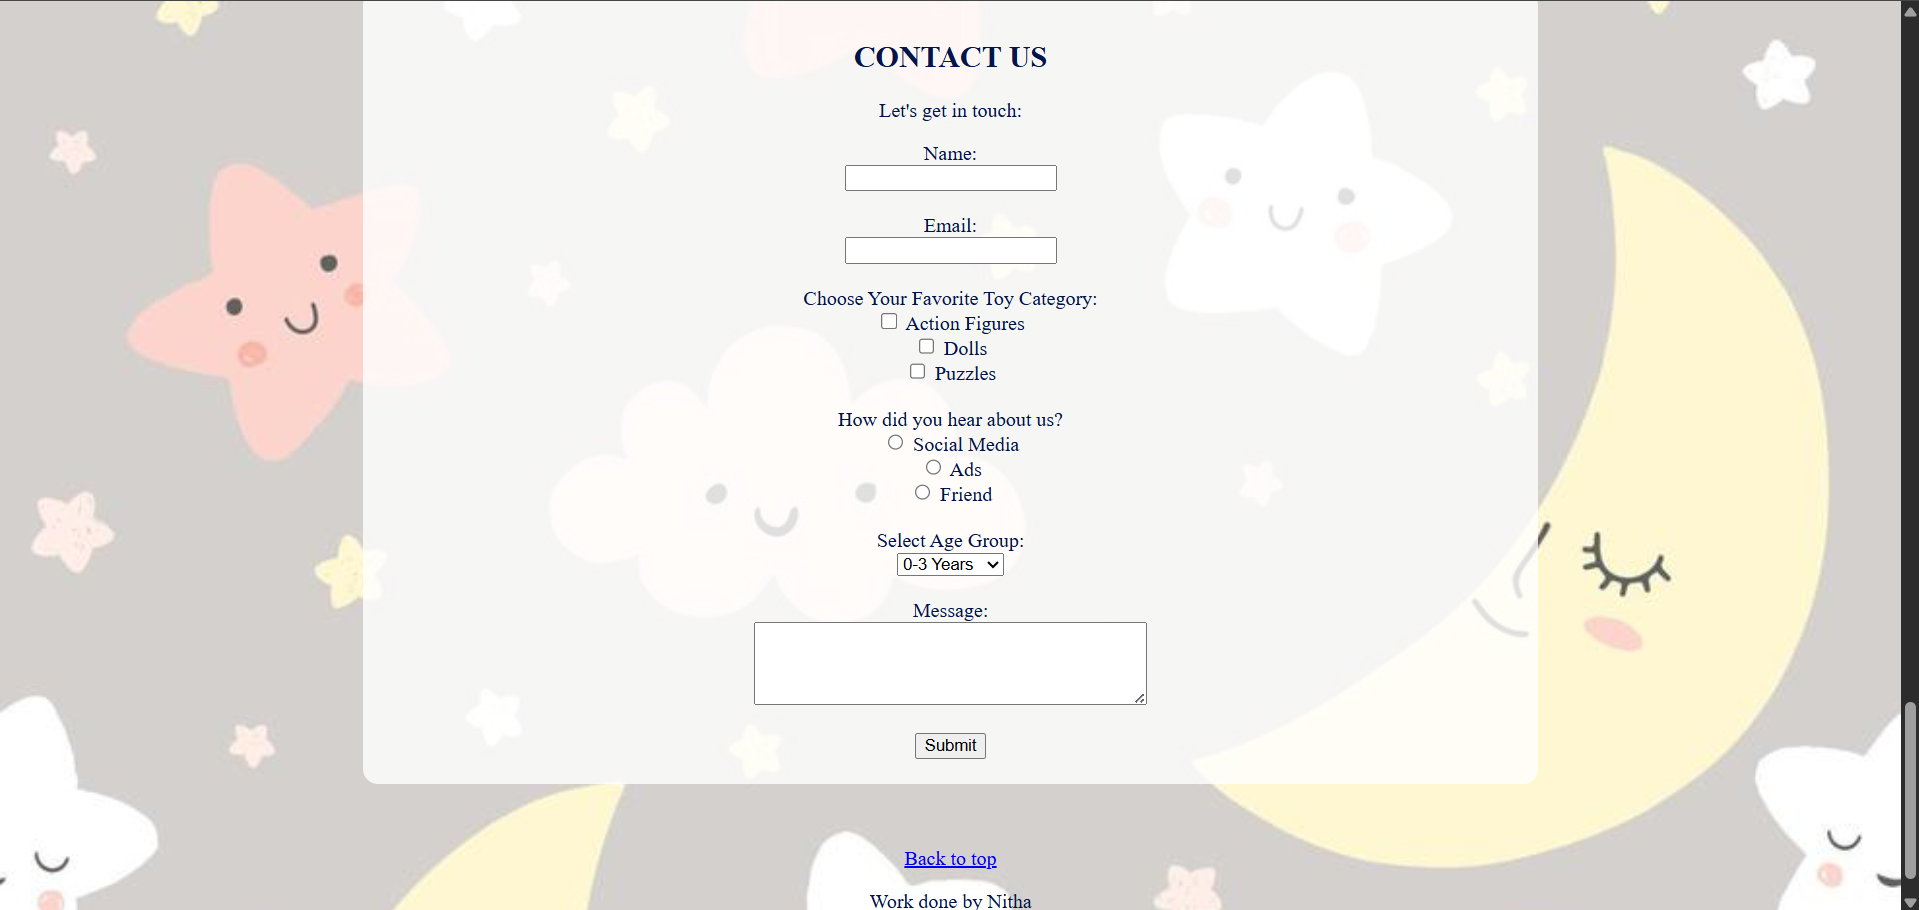 CONTACT US
Let's get in touch:
Name:
Email:
Choose Your Favorite Toy Category:
Action Figures
Dolls
Puzzles
How did you hear about us?
Social Media
Ads
Friend
Select Age Group:
0-3 Years
Message:
Submit
Back to top
Work done by Nitha